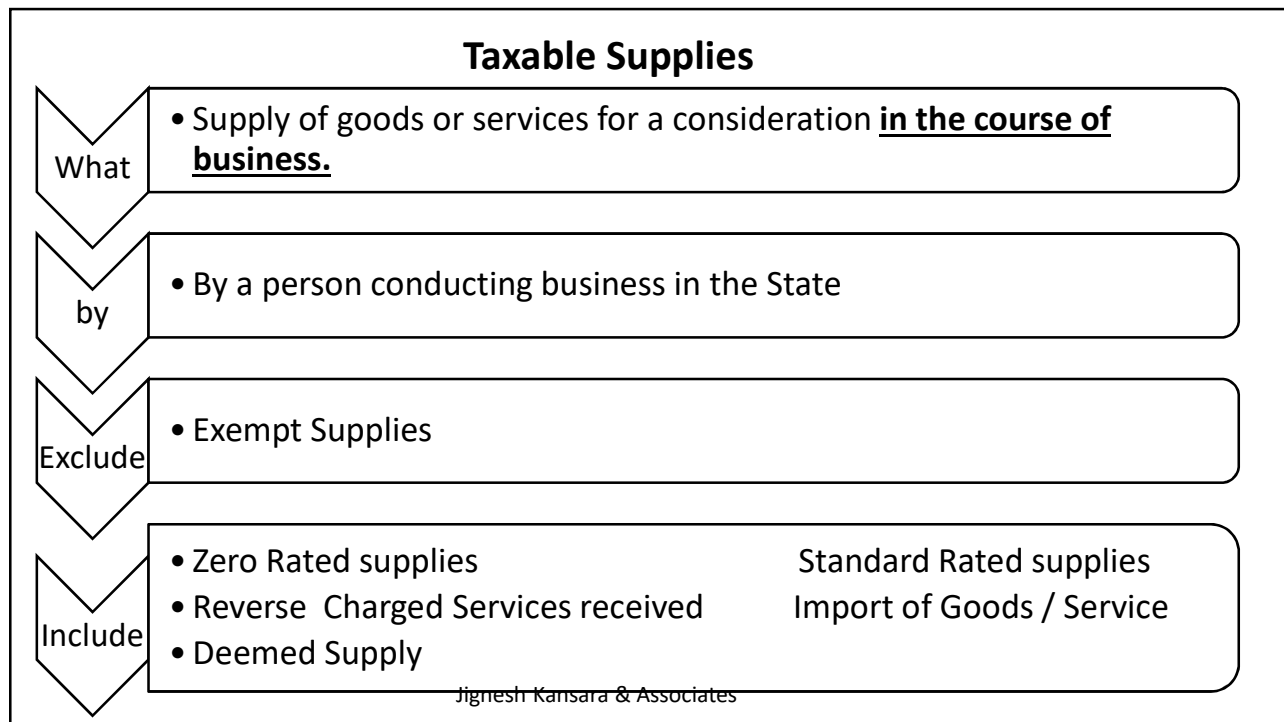 Taxable Supplies
What
• Supply of goods or services for a consideration in the course of
business.
by
• By a person conducting business in the State
Exclude
• Exempt Supplies
Include
• Zero Rated supplies Standard Rated supplies
• Reverse Charged Services received Import of Goods / Service
• Deemed Supply
Jignesh Kansara & Associates